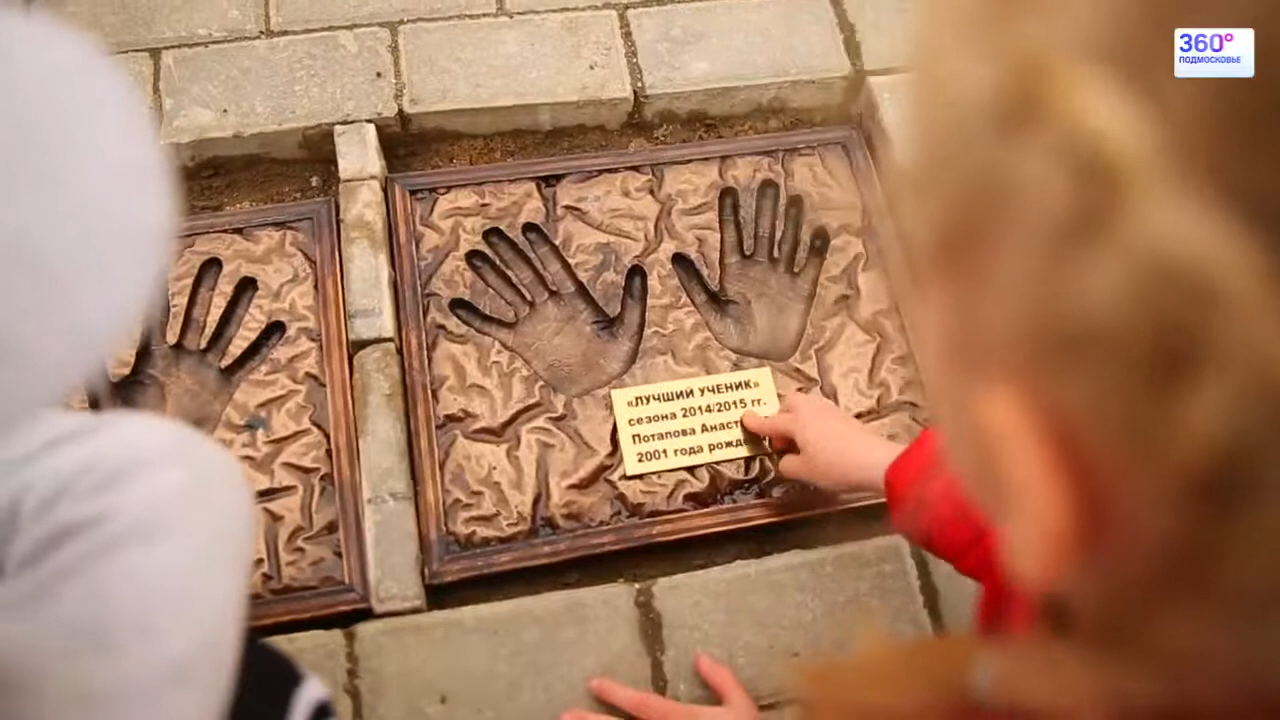 360°
ПОДМОСКОВЬЕ
«ЛУЧШИЙ УЧЕНИК»
сезона 2014/2015 гг.
Потапова
2001 года